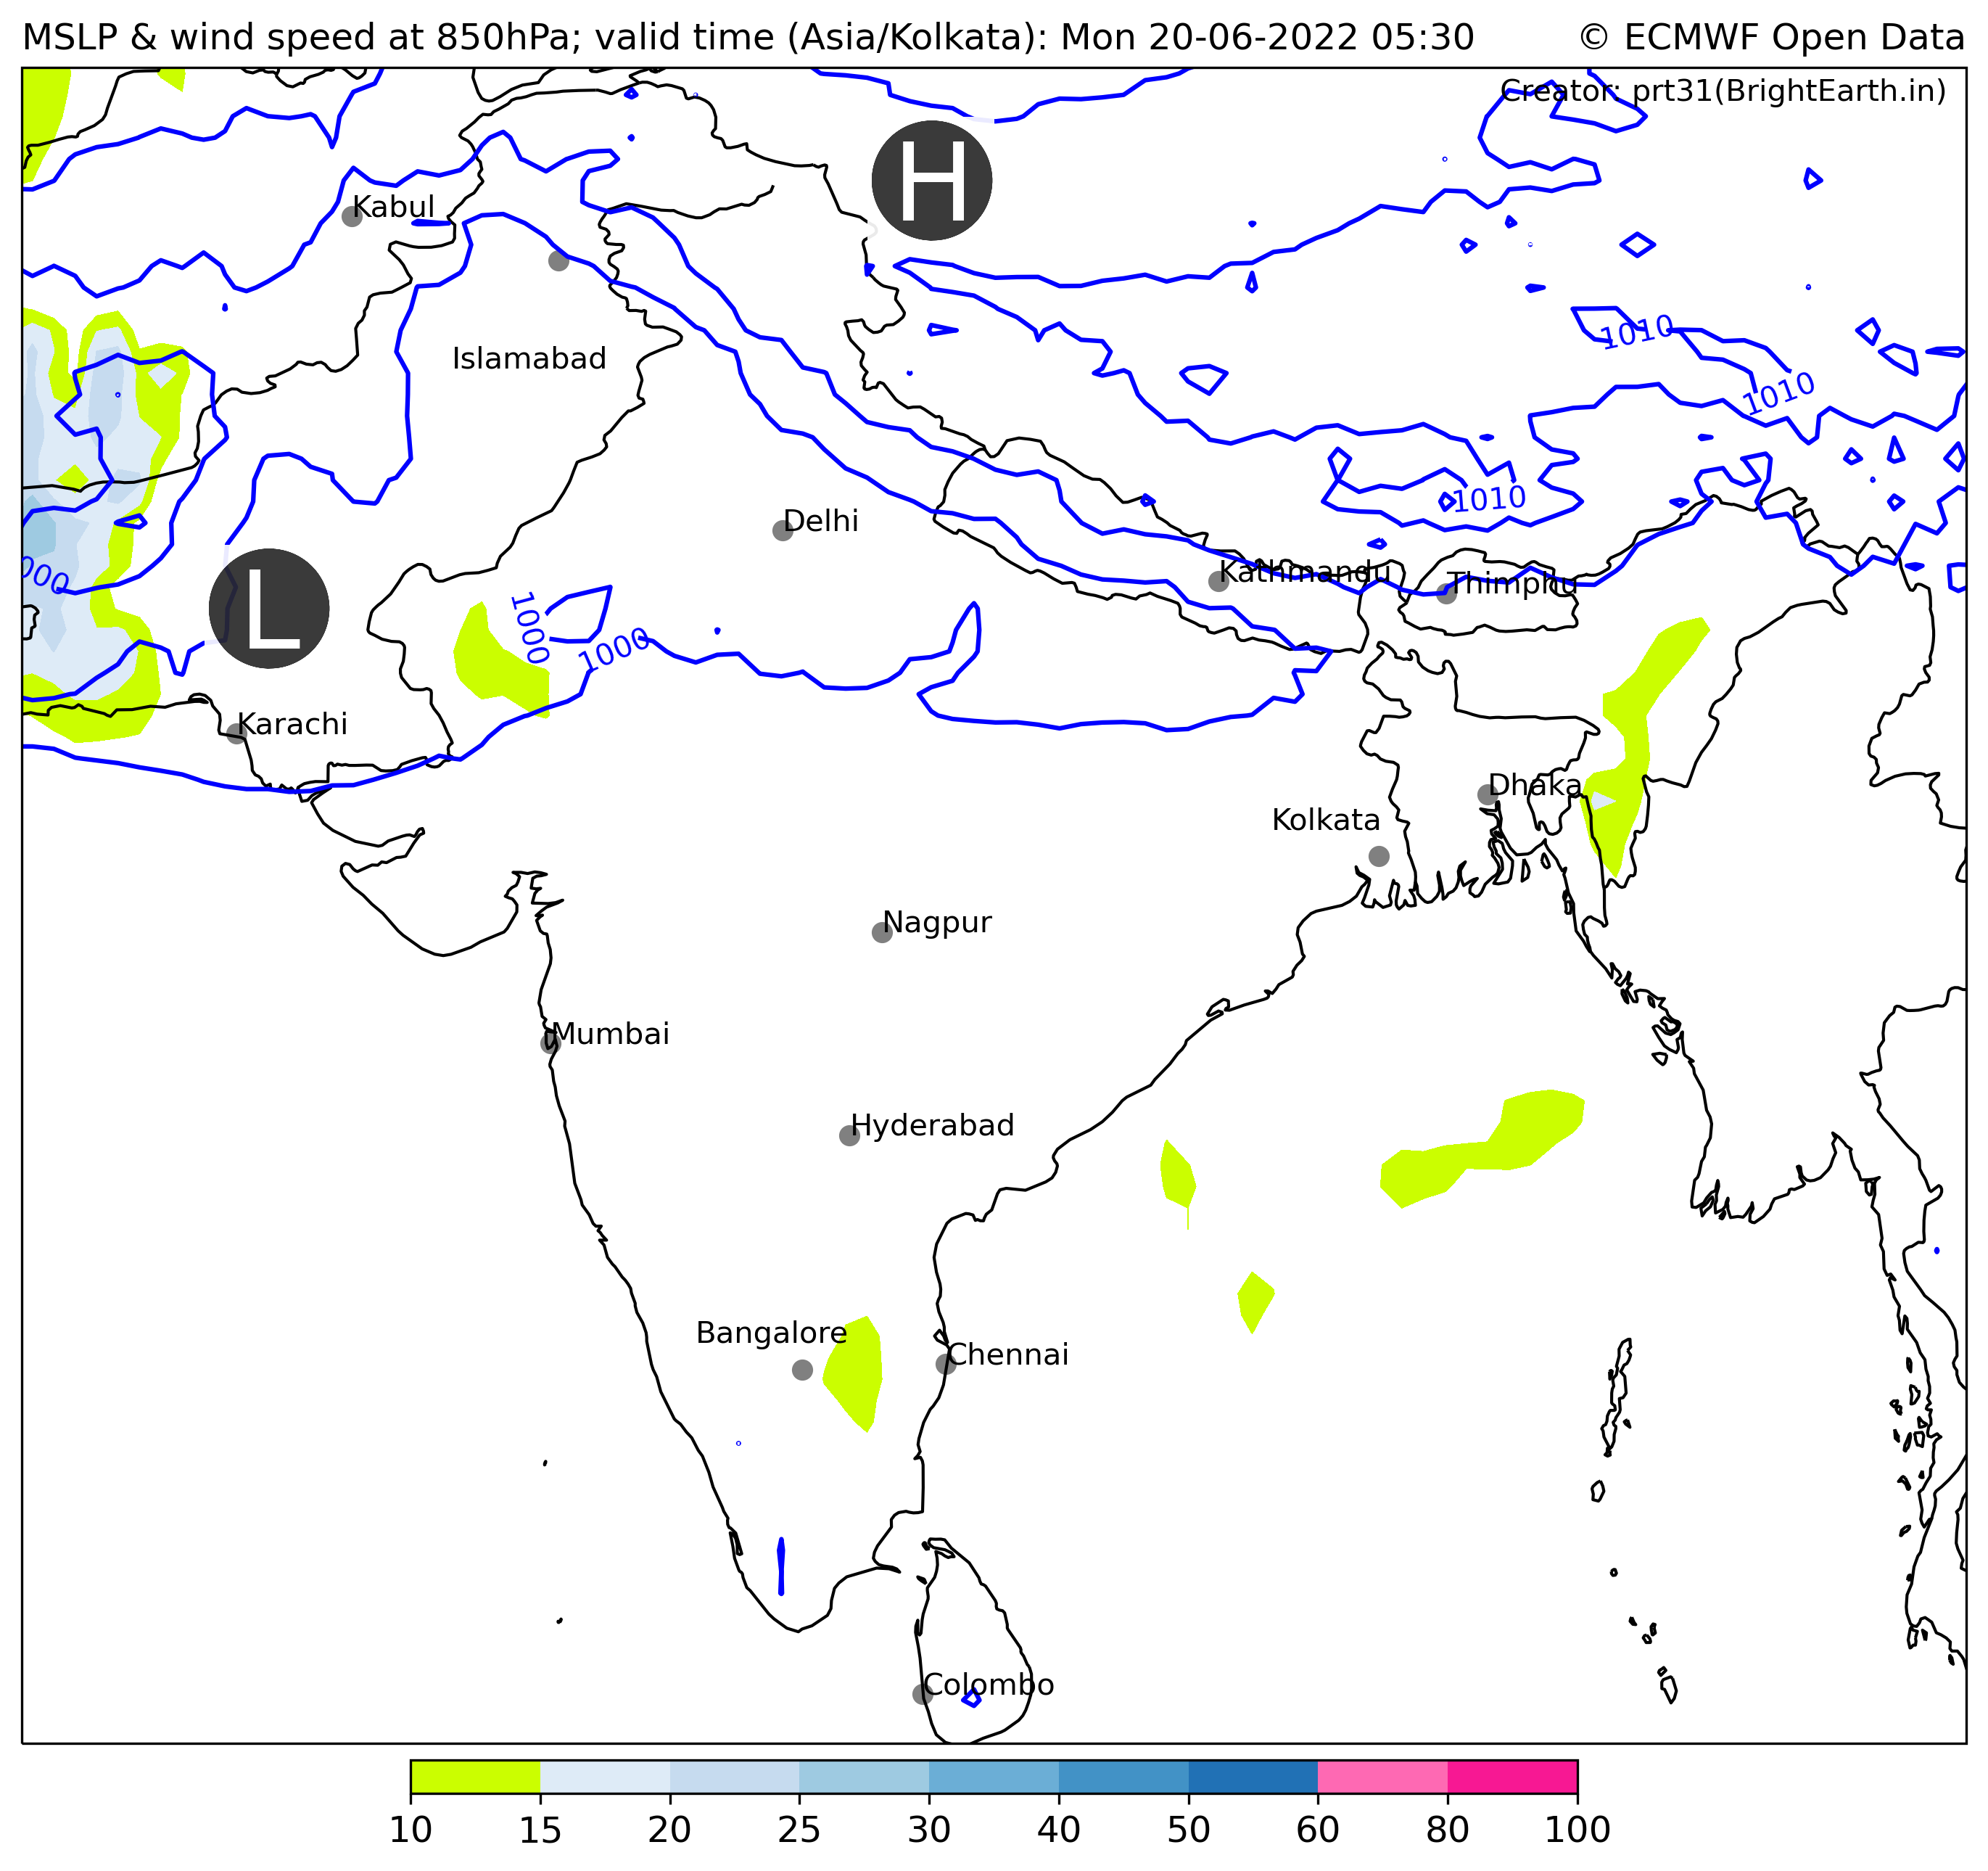 MSLP & wind speed at 850hPa; valid time (Asia/Kolkata): Mon 20-06-2022 05:30
© ECMWF Open Data
Creator: prt31(BrightEarth.in)
H
Kabul
1010
Islamabad
1010
1010
Delhi
000
Kathmandu
Thimphu
L
1000
1000
Karachi
Dhaka
Kolkata
Nagpur
Mumbai
Hyderabad
Bangalore
Chennai
Colombo
10 15 20 25 30 40 50 60 80 100